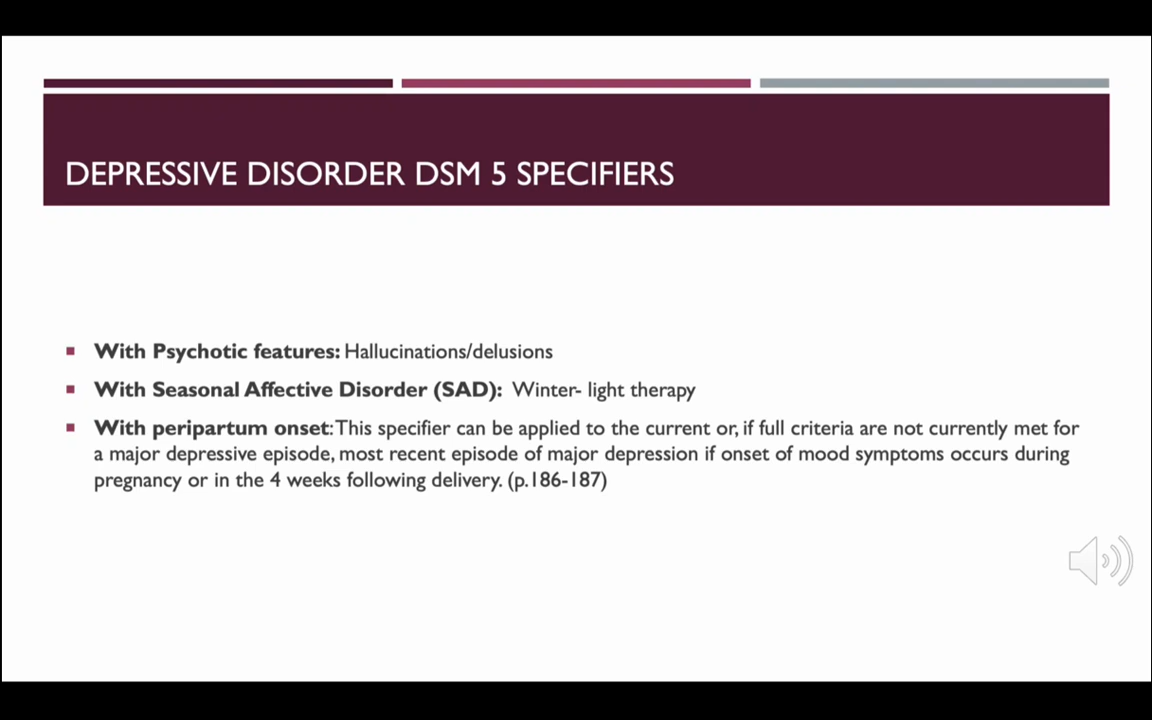 DEPRESSIVE DISORDER DSM 5 SPECIFIERS
With Psychotic features: Hallucinations/delusions
With Seasonal Affective Disorder (SAD): Winter- light therapy
With peripartum onset: This specifier can be applied to the current or, if full criteria are not currently met for
a major depressive episode, most recent episode of major depression if onset of mood symptoms occurs during
pregnancy or in the 4 weeks following delivery. (p.186-187)